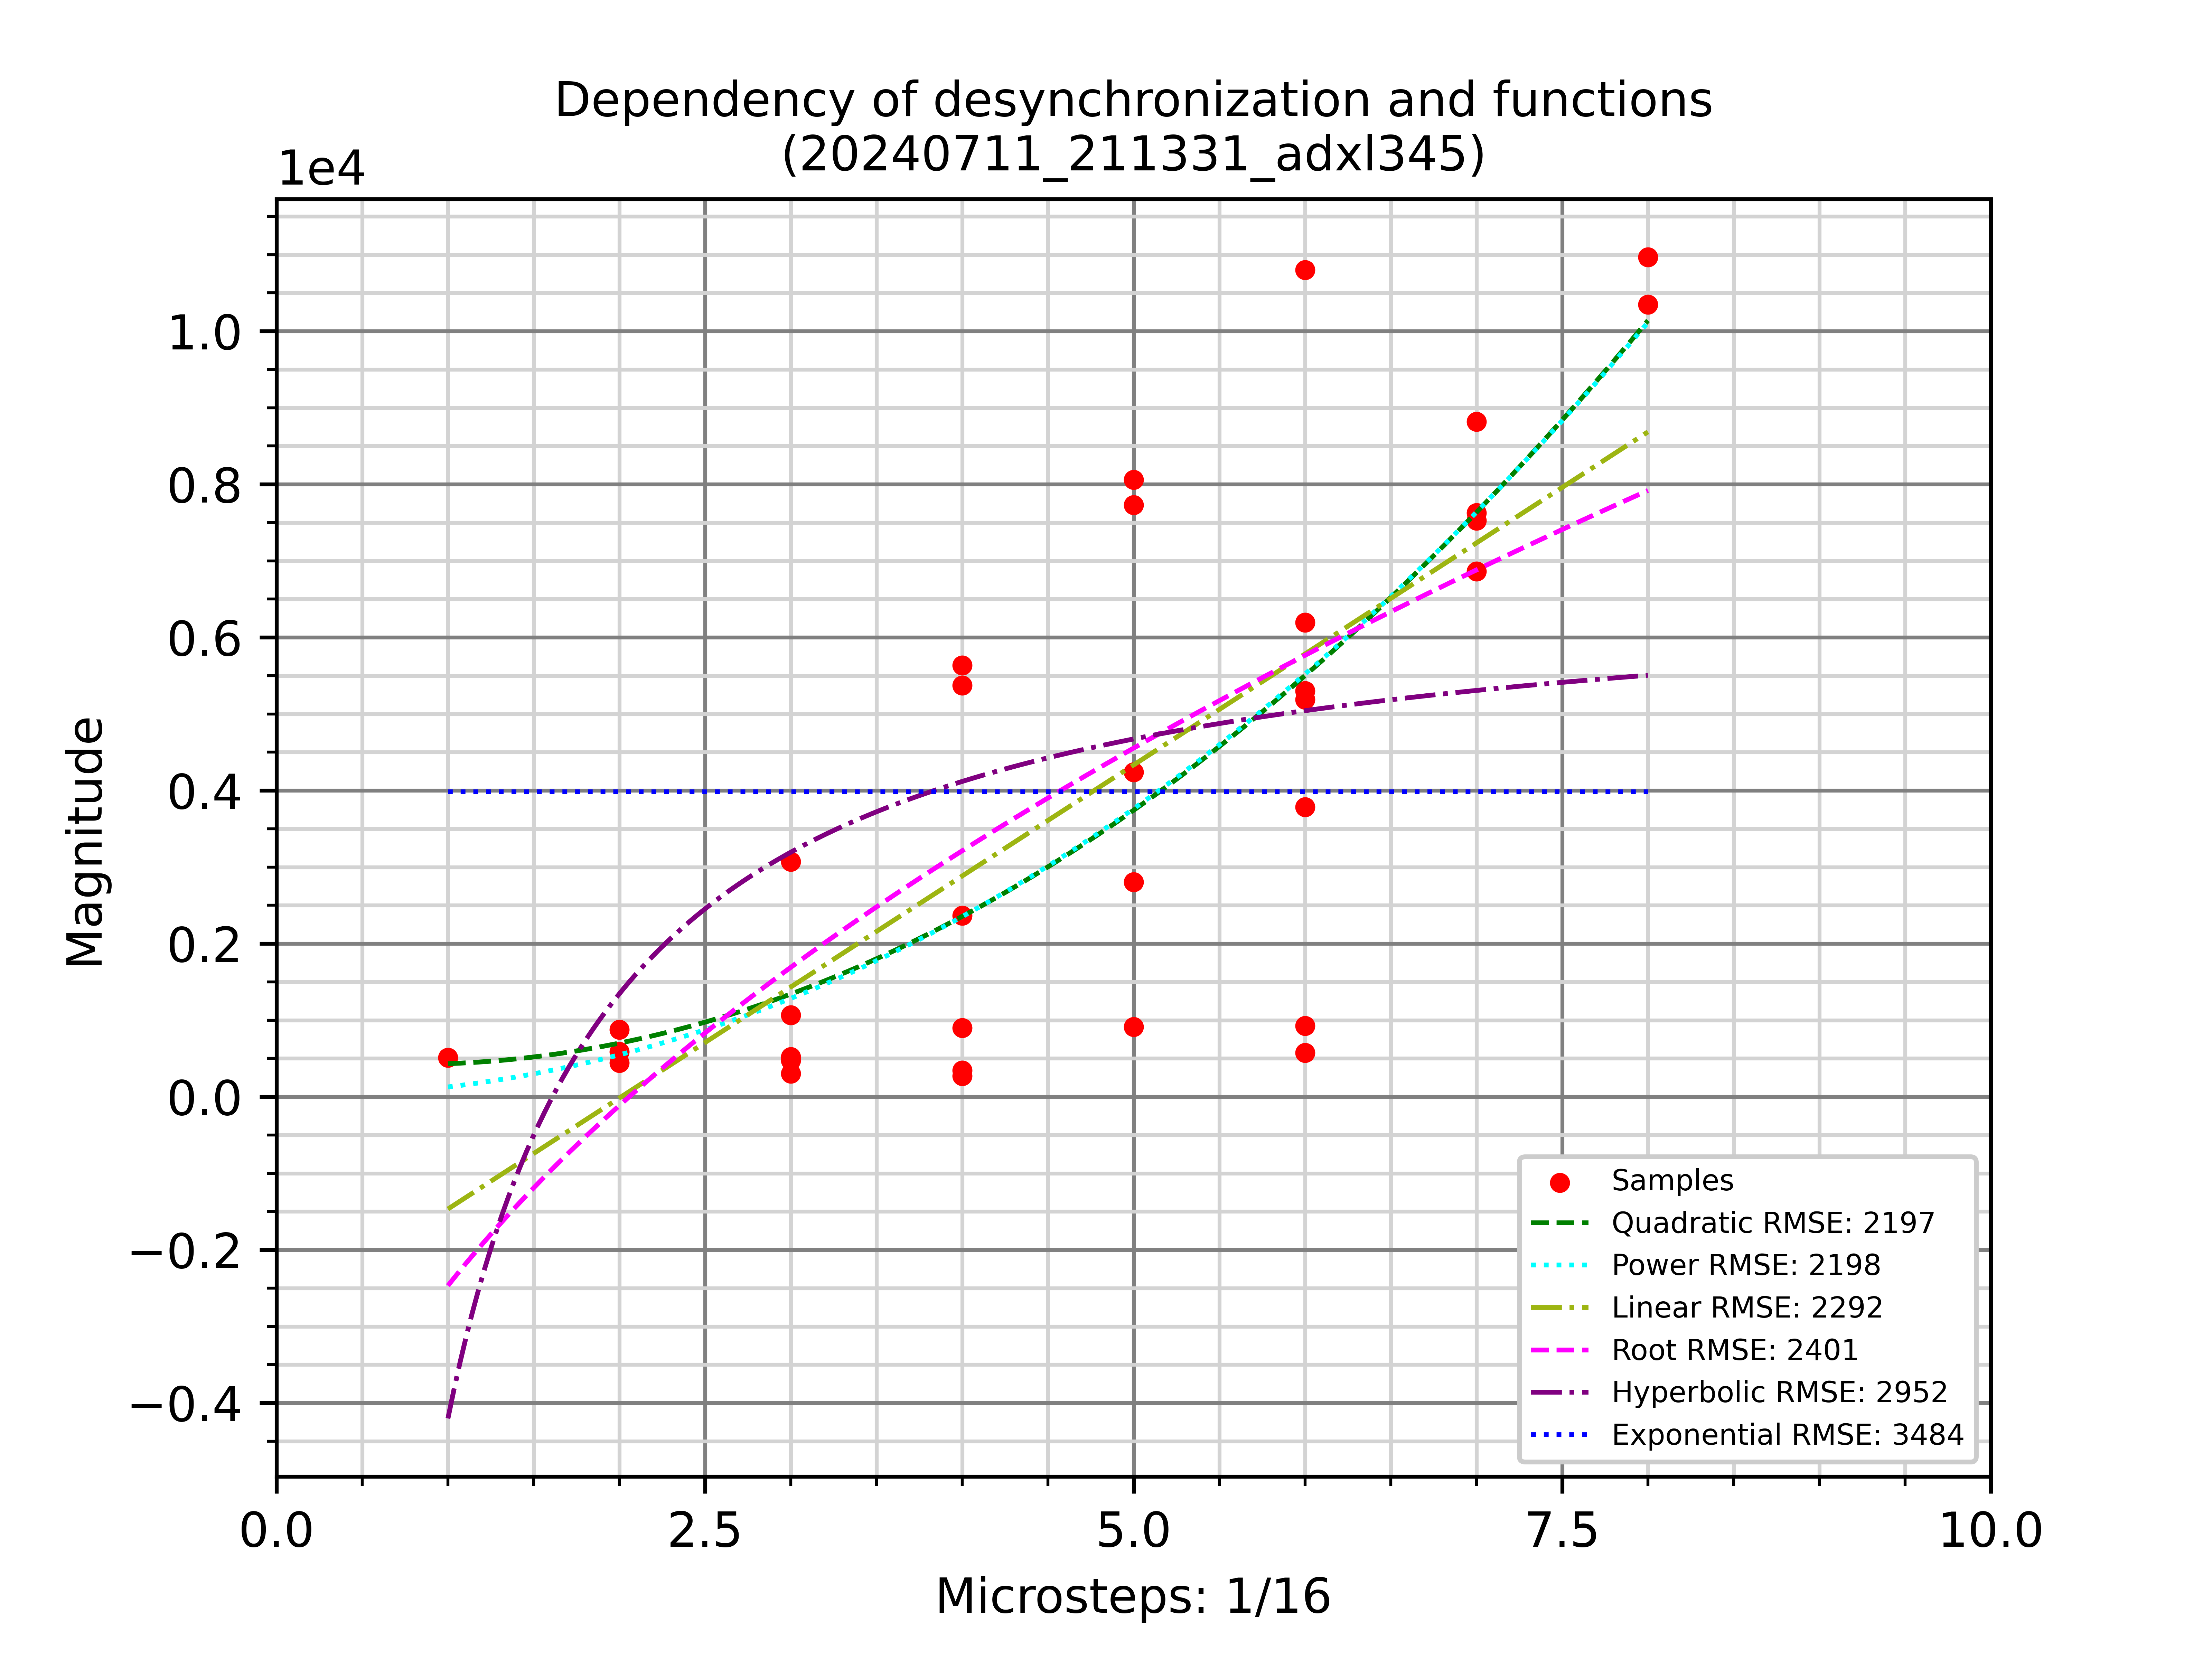 Dependency of desynchronization and functions
(20240711_211331_adxl345)
1e4
1.0
0.8
0.6
0.4
0.2
0.0
−0.2
−0.4
Magnitude
Samples
Quadratic RMSE: 2197
Power RMSE: 2198
Linear RMSE: 2292
Root RMSE: 2401
Hyperbolic RMSE: 2952
Exponential RMSE: 3484
0.0 2.5 5.0 7.5 10.0
Microsteps: 1/16